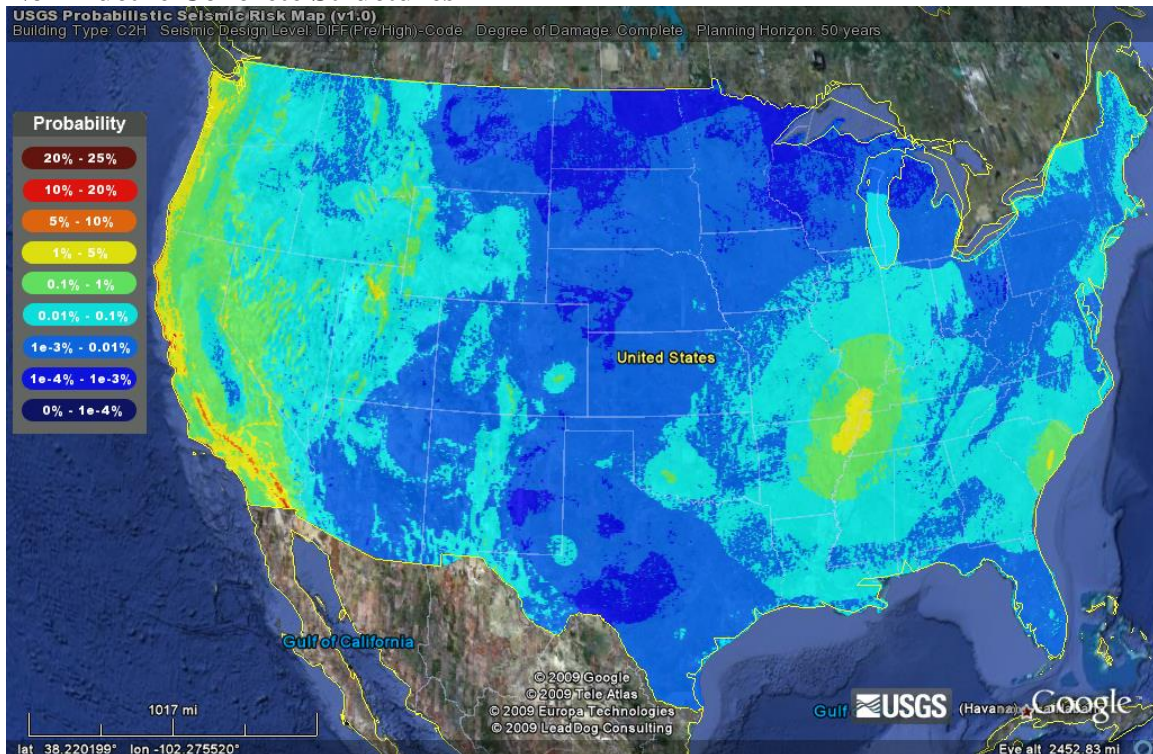 USGS Probabilistic Seismic Risk Map (v1.0)
Building Type: C2H Seismic Design Level: DIFF(Pre/High)-Code Degree of Damage: Complete Planning Horizon: 50 years
Probability
20% - 25%
10% - 20%
5% - 10%
1% - 5%
0.1% - 1%
0.01% - 0.1%
1e-3% - 0.01%
1e-4% - 1e-3%
0% - 1e-4%
United States
Gulf of California
© 2009 Google
© 2009 Tele Atlas
© 2009 Europa Technologies
© 2009 LeadDog Consulting
1017 mi
Gulf
USGS
(Havana)
Google
lat 38.220199° lon -102.275520°
Eye alt 2452.83 mi